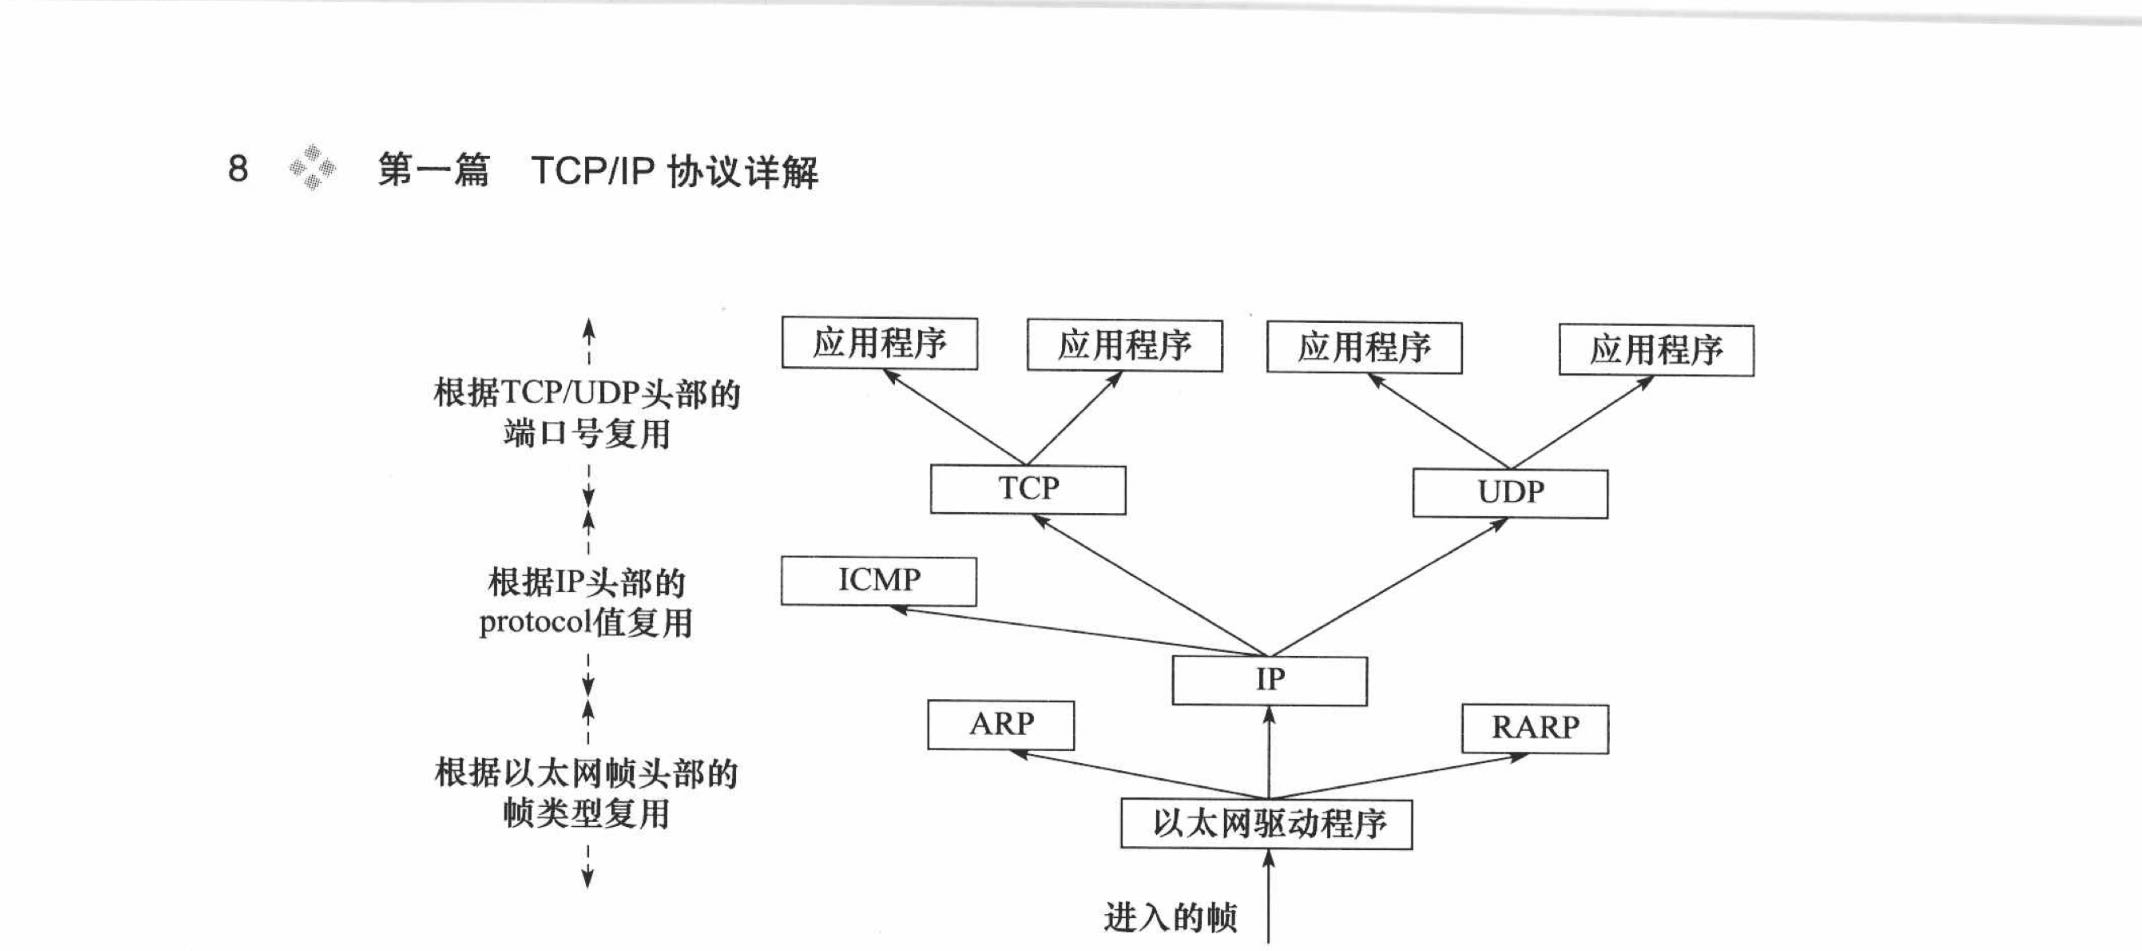 8 第一篇 TCP/IP 协议详解
应用程序
应用程序
应用程序
应用程序
根据TCP/UDP头部的
端口号复用
TCP
UDP
根据IP头部的
protocol值复用
ICMP
IP
ARP
RARP
根据以太网帧头部的
帧类型复用
以太网驱动程序
进入的帧